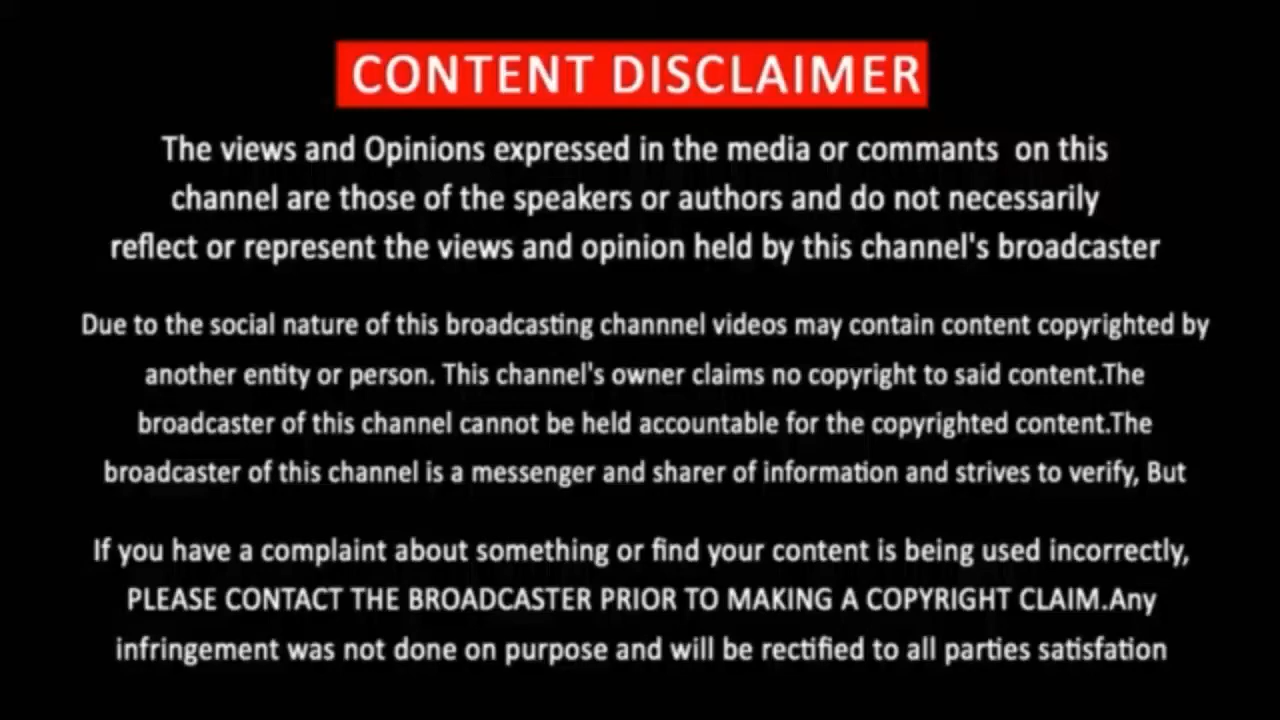 CONTENT DISCLAIMER
The views and Opinions expressed in the media or commants on this
channel are those of the speakers or authors and do not necessarily
reflect or represent the views and opinion held by this channel's broadcaster
Due to the social nature of this broadcasting channnel videos may contain content copyrighted by
another entity or person. This channel's owner claims no copyright to said content.The
broadcaster of this channel cannot be held accountable for the copyrighted content.The
broadcaster of this channel is a messenger and sharer of information and strives to verify, But
If you have a complaint about something or find your content is being used incorrectly,
PLEASE CONTACT THE BROADCASTER PRIOR TO MAKING A COPYRIGHT CLAIM.Any
infringement was not done on purpose and will be rectified to all parties satisfation